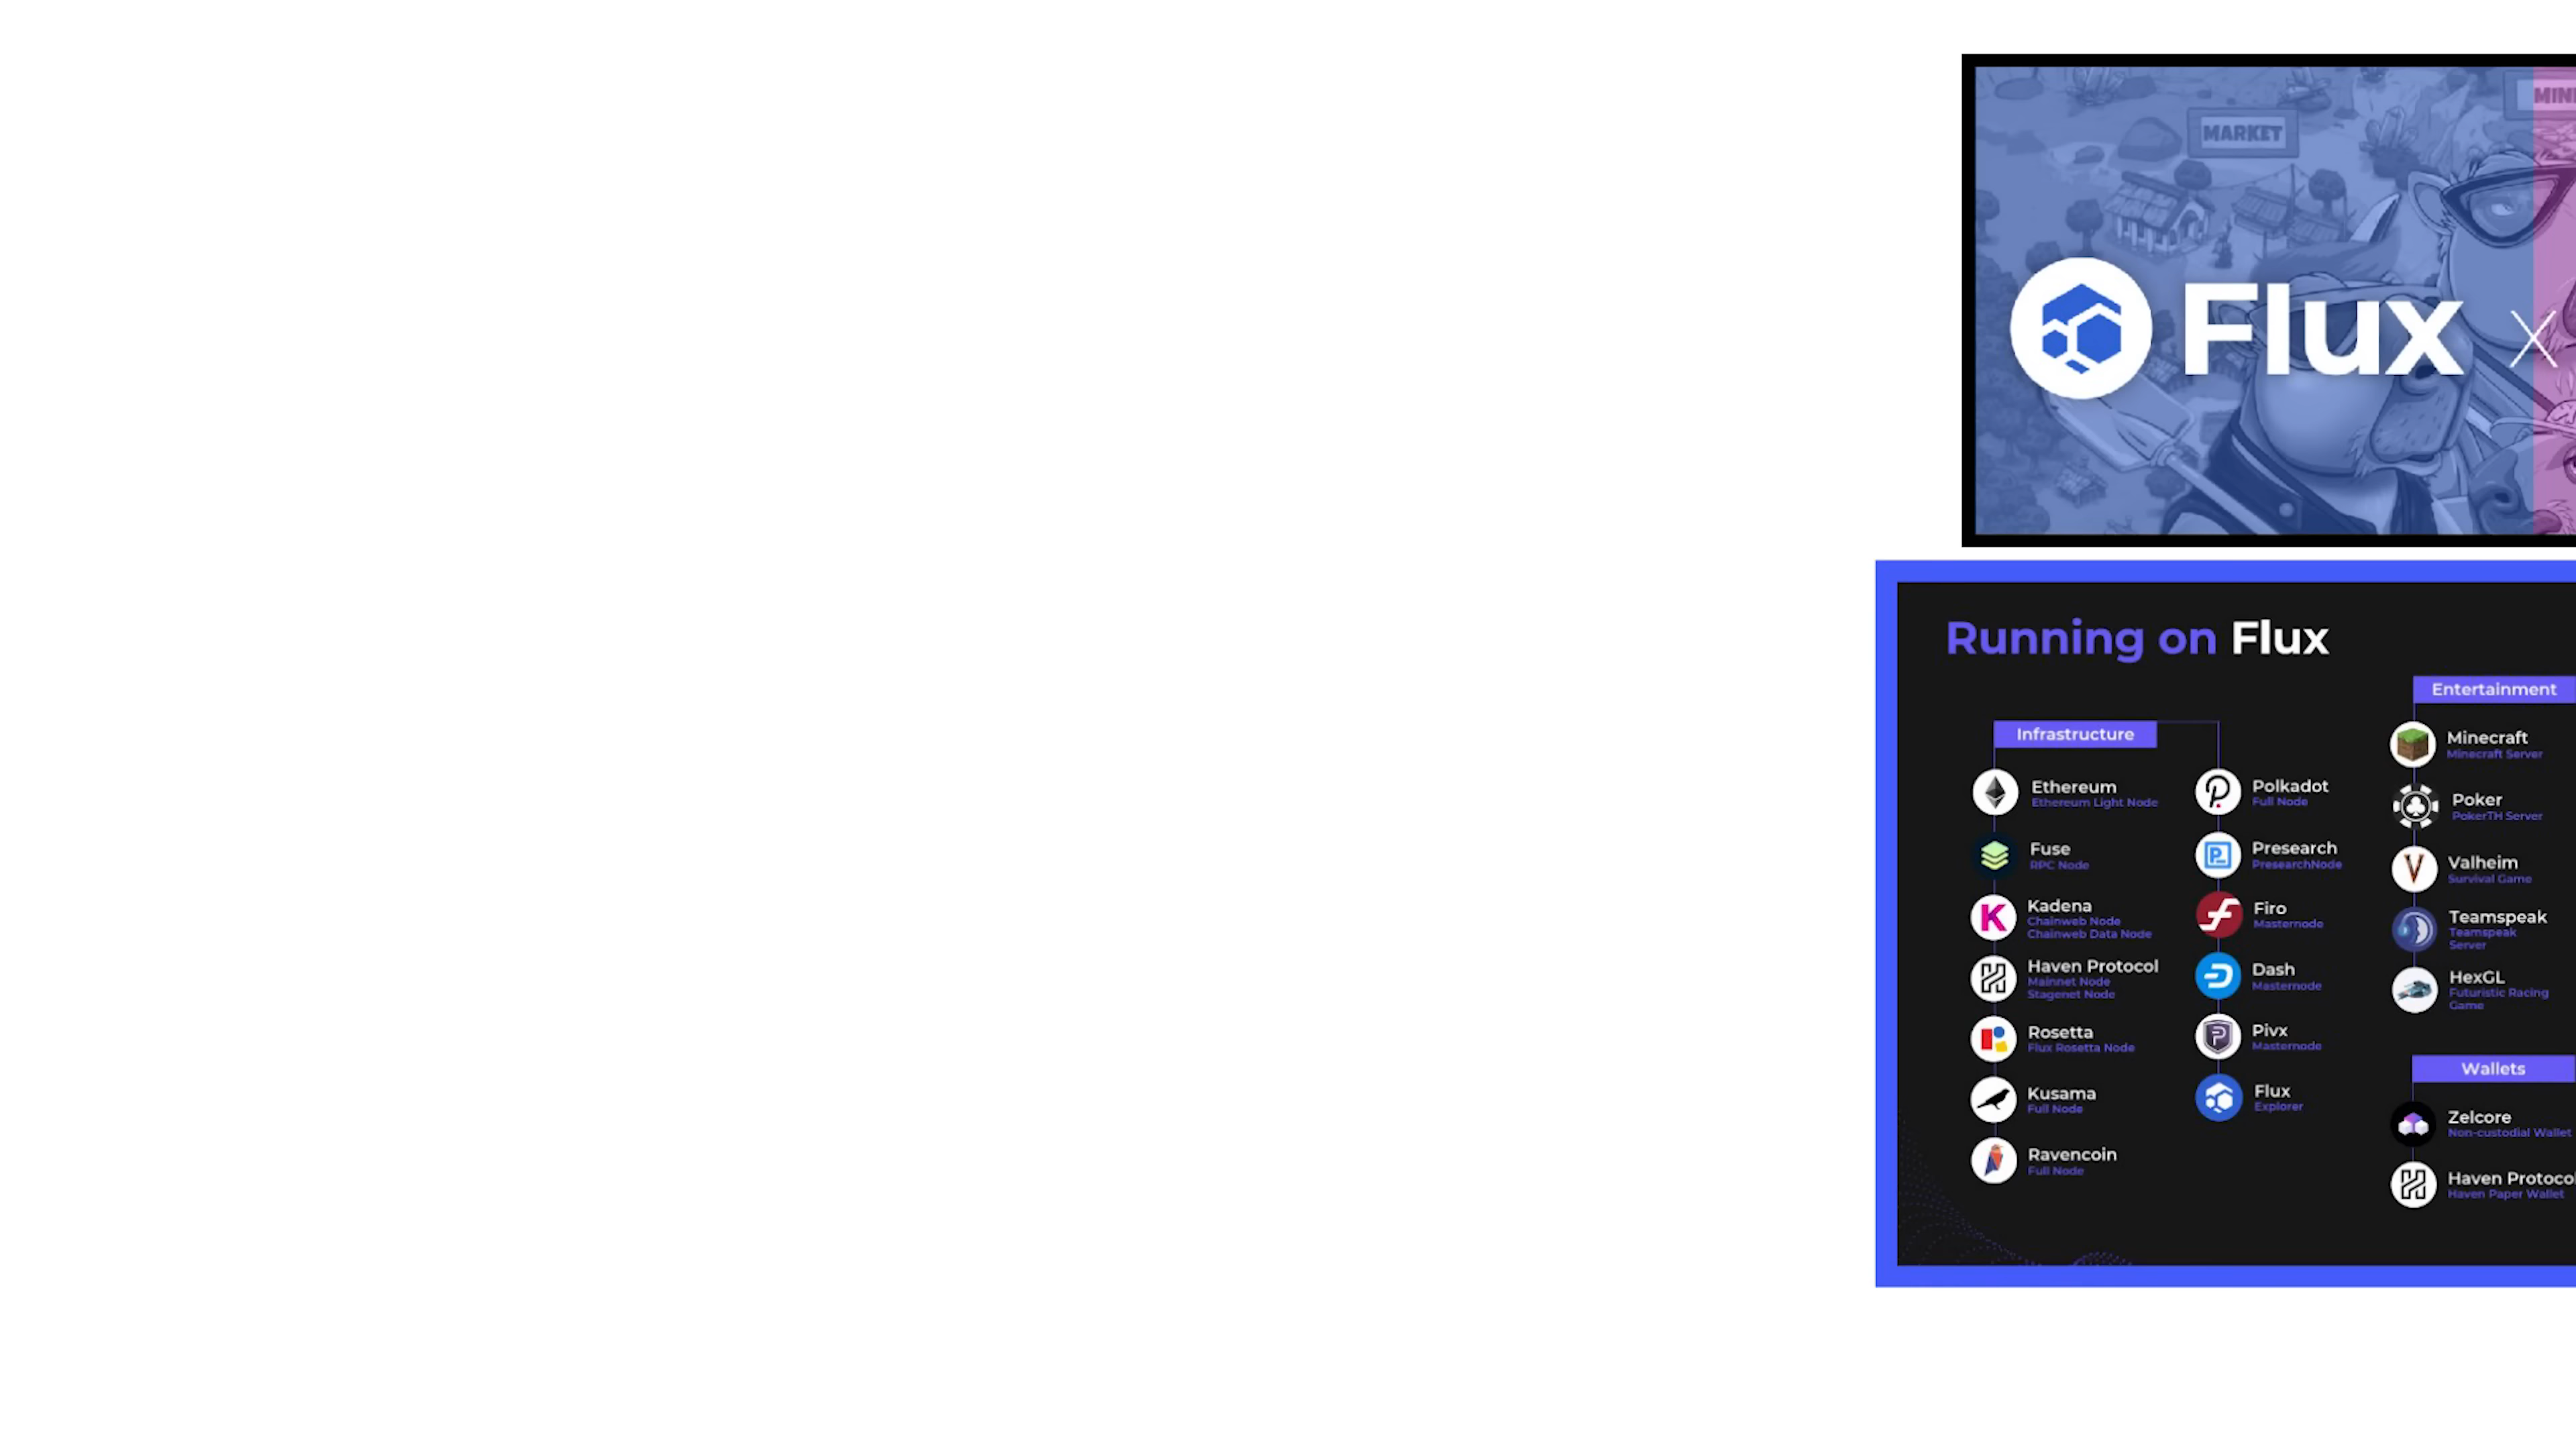 MARKET
Flux
Running on Flux
Infrastructure
Ethereum
Ethereum Light Node
Fuse
RPC Node
Kadena
Chainweb Node
Chainweb Data Node
Haven Protocol
Mainnet Node
Stagenet Node
Rosetta
Flux Rosetta Node
Kusama
Full Node
Ravencoin
Full Node
Polkadot
Full Node
Presearch
PresearchNode
Firo
Masternode
Dash
Masternode
Pivx
Masternode
Flux
Explorer
Entertainment
Minecraft
Minecraft Server
Poker
PokerTH Server
Valheim
Survival Game
Teamspeak
Teamspeak
Server
HexGL
Futuristic Racing
Game
Wallets
Zelcore
Non-custodial Wallet
Haven Protocol
Haven Paper Wallet